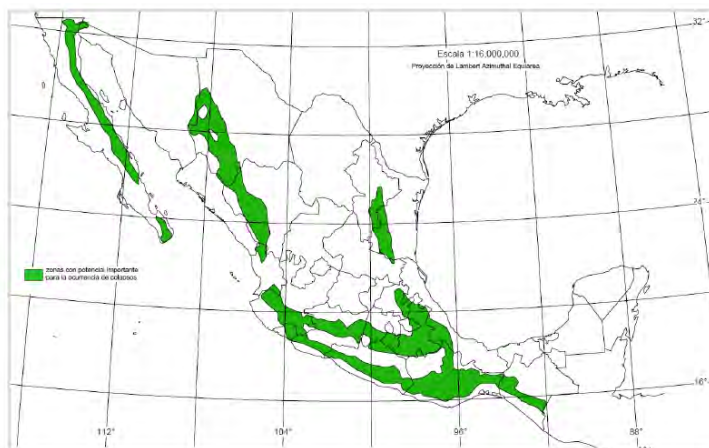 Escala 1:16,000,000
Proyección de Lambert Azimuthal Equiarea
32°
24°
zonas con potencial importante
para la ocurrencia de colapsos
16°
112°
104°
96°
88°